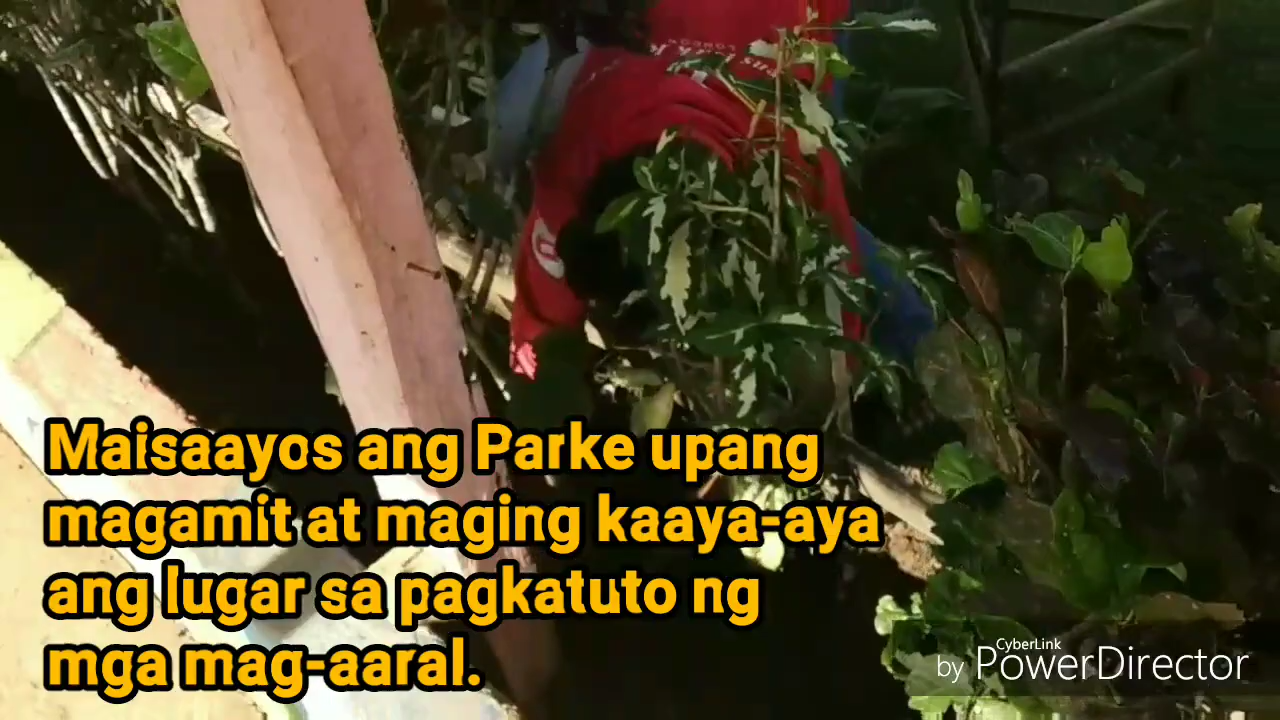 Maisaayos ang Parke upang
magamit at maging kaaya-aya
ang lugar sa pagkatuto ng
mga mag-aaral.
CyberLink
by PowerDirector